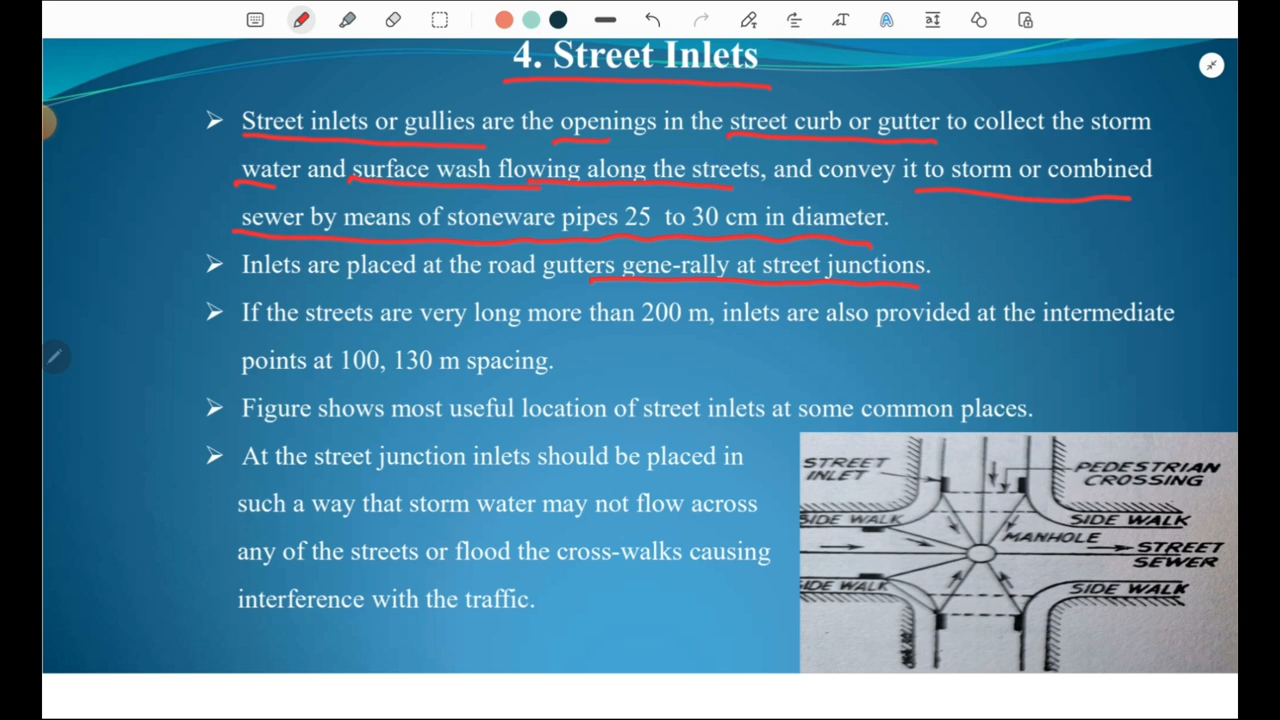 4. Street Inlets
➢ Street inlets or gullies are the openings in the street curb or gutter to collect the storm
water and surface wash flowing along the streets, and convey it to storm or combined
sewer by means of stoneware pipes 25 to 30 cm in diameter.
➢ Inlets are placed at the road gutters gene-rally at street junctions.
➢ If the streets are very long more than 200 m, inlets are also provided at the intermediate
points at 100, 130 m spacing.
➢ Figure shows most useful location of street inlets at some common places.
➢ At the street junction inlets should be placed in
such a way that storm water may not flow across
any of the streets or flood the cross-walks causing
interference with the traffic.
STREET
INLET
PEDESTRIAN
CROSSING
SIDE WALK
SIDE WALK
MANHOLE
STREET
SEWER
SIDE WALK
SIDE WALK